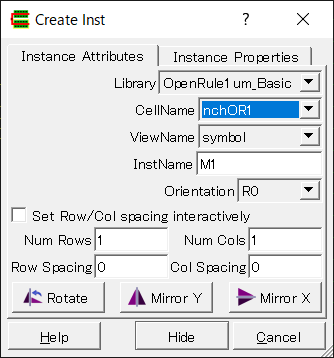 Create Inst ? ×
Instance Attributes Instance Properties
Library OpenRule1um_Basic
CellName nchOR1
ViewName symbol
InstName M1
Orientation R0
Set Row/Col spacing interactively
Num Rows 1 Num Cols 1
Row Spacing 0 Col Spacing 0
Rotate Mirror Y Mirror X
Help Hide Cancel